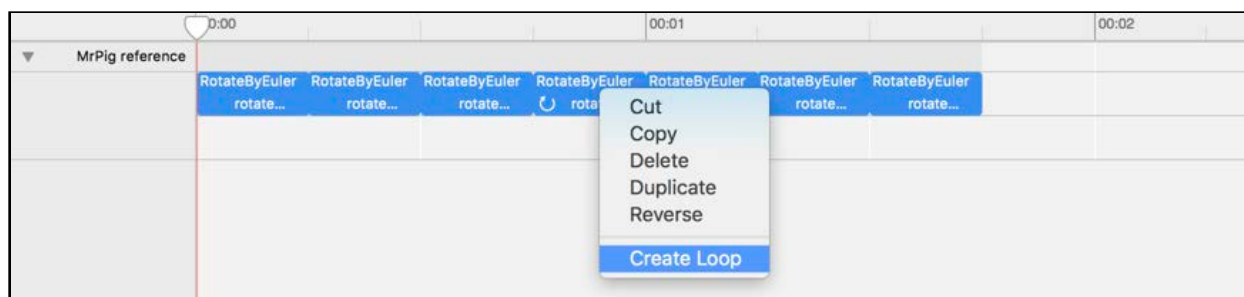 0:00 00:01 00:02
MrPig reference
RotateByEuler RotateByEuler RotateByEuler RotateByEuler RotateByEuler RotateByEuler RotateByEuler
rotate... rotate... rotate... rota rotate... rotate...
Cut
Copy
Delete
Duplicate
Reverse
Create Loop